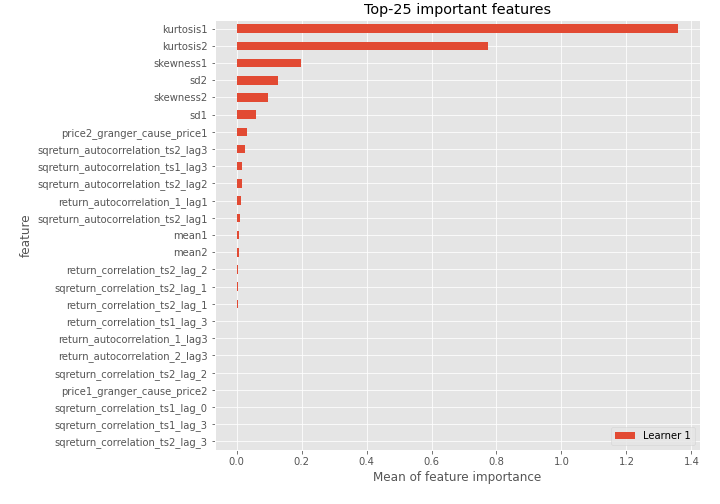 Top-25 important features
kurtosis1
kurtosis2
skewness1
sd2
skewness2
sd1
price2_granger_cause_price1
sqreturn_autocorrelation_ts2_lag3
sqreturn_autocorrelation_ts1_lag3
sqreturn_autocorrelation_ts2_lag2
return_autocorrelation_1_lag1
sqreturn_autocorrelation_ts2_lag1
mean1
mean2
return_correlation_ts2_lag_2
sqreturn_correlation_ts2_lag_1
return_correlation_ts2_lag_1
return_correlation_ts1_lag_3
return_autocorrelation_1_lag3
return_autocorrelation_2_lag3
sqreturn_correlation_ts2_lag_2
price1_granger_cause_price2
sqreturn_correlation_ts1_lag_0
sqreturn_correlation_ts1_lag_3
sqreturn_correlation_ts2_lag_3
feature
Learner 1
0.0 0.2 0.4 0.6 0.8 1.0 1.2 1.4
Mean of feature importance